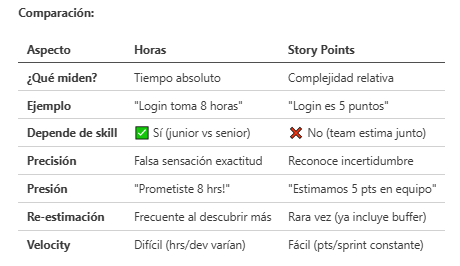 Comparación:
Aspecto Horas Story Points
¿Qué miden? Tiempo absoluto Complejidad relativa
Ejemplo "Login toma 8 horas" "Login es 5 puntos"
Depende de skill ✅ Sí (junior vs senior) ❌ No (team estima junto)
Precisión Falsa sensación exactitud Reconoce incertidumbre
Presión "Prometiste 8 hrs!" "Estimamos 5 pts en equipo"
Re-estimación Frecuente al descubrir más Rara vez (ya incluye buffer)
Velocity Difícil (hrs/dev varían) Fácil (pts/sprint constante)